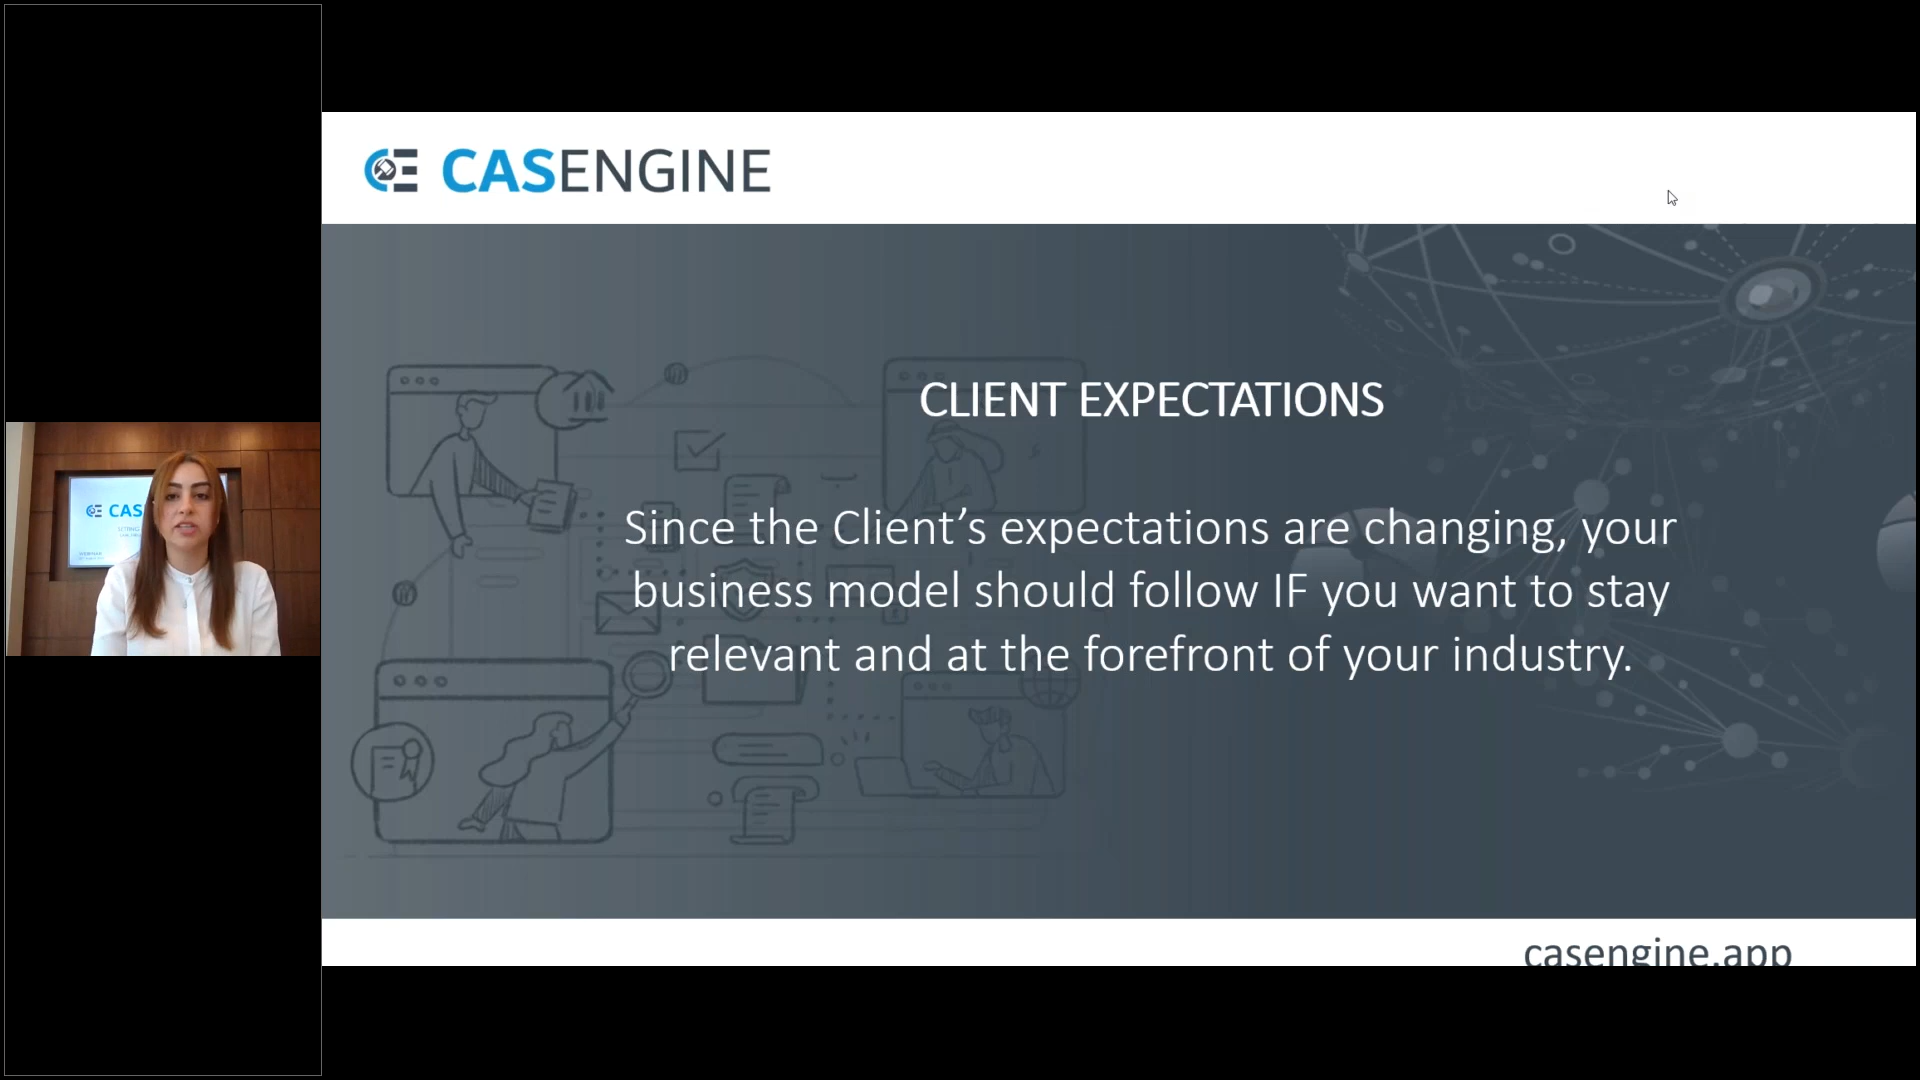 CASENGINE
CLIENT EXPECTATIONS
Since the Client’s expectations are changing, your
business model should follow IF you want to stay
relevant and at the forefront of your industry.
casengine.app
CAS
WEBINAR